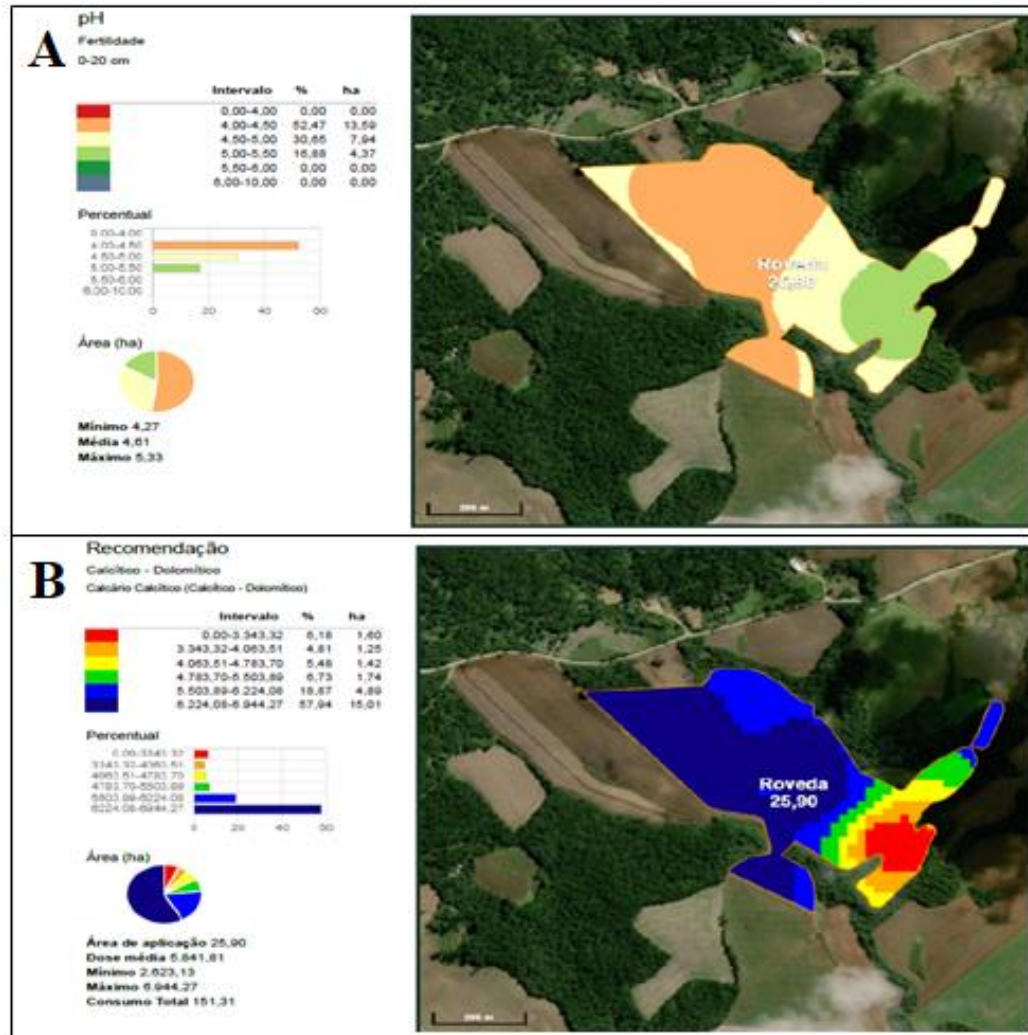 A
pH
Fertilidade
0-20 cm
Intervalo % ha
0,00-4,00 0,00 0,00
4,00-4,50 52,47 13,59
4,50-5,00 30,65 7,94
5,00-5,50 16,88 4,37
5,50-6,00 0,00 0,00
6,00-10,00 0,00 0,00
Percentual
0,00-4,00
4,00-4,50
4,50-5,00
5,00-5,50
5,50-6,00
6,00-10,00
0 20 40 60
Área (ha)
Mínimo 4,27
Média 4,61
Máximo 5,33
Roveda
25,90
200 m
B
Recomendação
Calcítico - Dolomítico
Calcário Calcítico (Calcítico - Dolomítico)
Intervalo % ha
0,00-3.343,32 6,18 1,60
3.343,32-4.063,51 4,81 1,25
4.063,51-4.783,70 5,48 1,42
4.783,70-5.503,89 6,73 1,74
5.503,89-6.224,08 18,87 4,89
6.224,08-6.944,27 57,94 15,01
Percentual
0,00-3343,32
3343,32-4063,51
4063,51-4783,70
4783,70-5503,89
5503,89-6224,08
6224,08-6944,27
0 20 40 60
Área (ha)
Área de aplicação 25,90
Dose média 5.841,81
Mínimo 2.623,13
Máximo 6.944,27
Consumo Total 151,31
Roveda
25,90
200 m